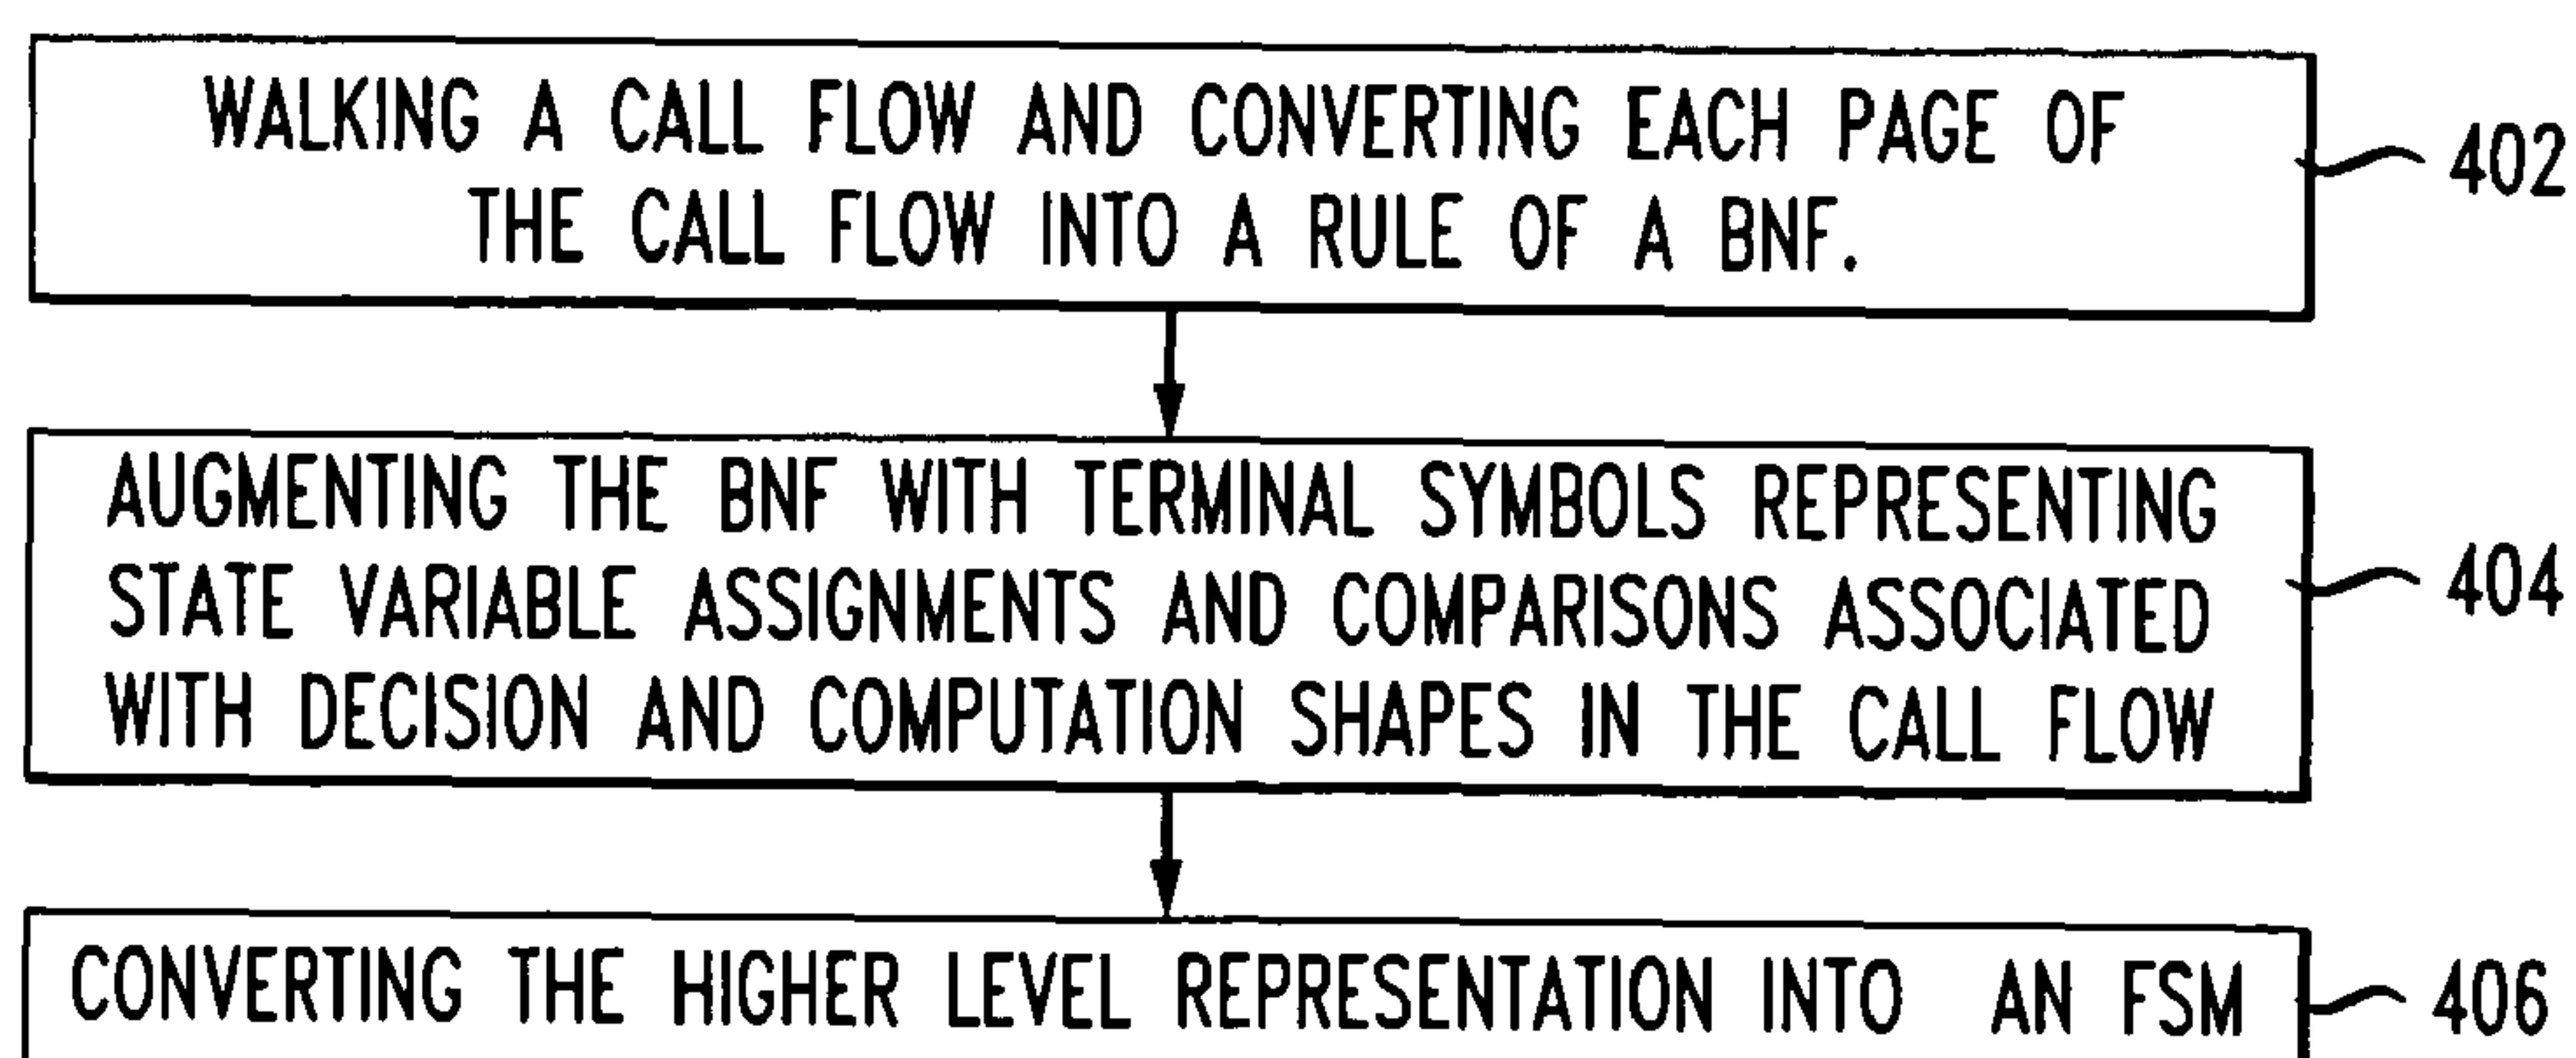 WALKING A CALL FLOW AND CONVERTING EACH PAGE OF
THE CALL FLOW INTO A RULE OF A BNF.
402
AUGMENTING THE BNF WITH TERMINAL SYMBOLS REPRESENTING
STATE VARIABLE ASSIGNMENTS AND COMPARISONS ASSOCIATED
WITH DECISION AND COMPUTATION SHAPES IN THE CALL FLOW
404
CONVERTING THE HIGHER LEVEL REPRESENTATION INTO AN FSM
406